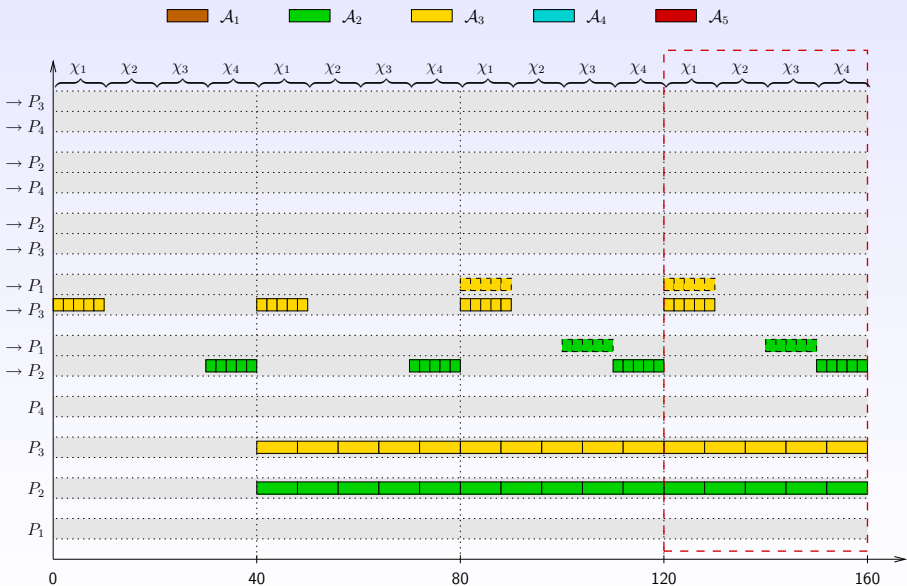 𝒜₁ 𝒜₂ 𝒜₃ 𝒜₄ 𝒜₅
χ₁ χ₂ χ₃ χ₄ χ₁ χ₂ χ₃ χ₄ χ₁ χ₂ χ₃ χ₄ χ₁ χ₂ χ₃ χ₄
→ P₃
→ P₄
→ P₂
→ P₄
→ P₂
→ P₃
→ P₁
→ P₃
→ P₁
→ P₂
P₄
P₃
P₂
P₁
0 40 80 120 160